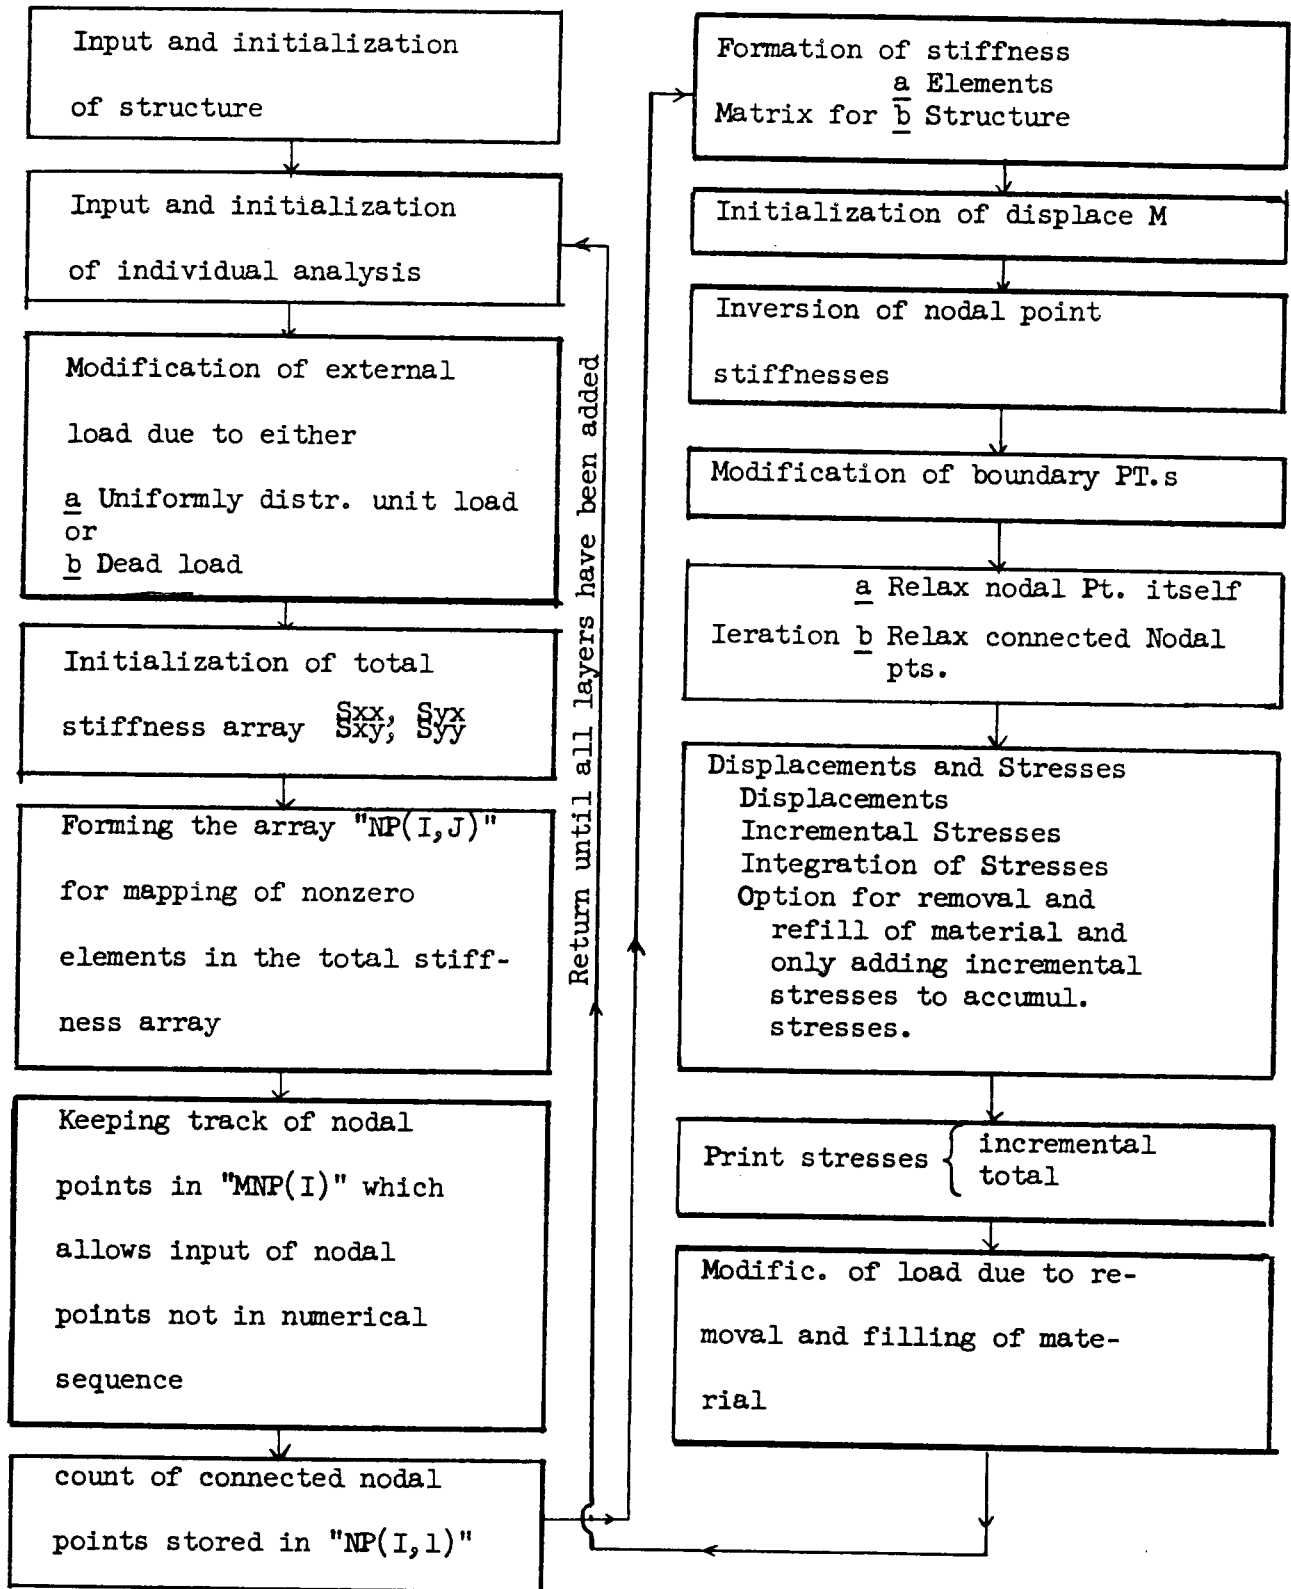 Input and initialization
of structure
Input and initialization
of individual analysis
Modification of external
load due to either
a Uniformly distr. unit load
or
b Dead load
Initialization of total
stiffness array Sxx, Syx
Sxy, Syy
Forming the array "NP(I,J)"
for mapping of nonzero
elements in the total stiff-
ness array
Keeping track of nodal
points in "MNP(I)" which
allows input of nodal
points not in numerical
sequence
count of connected nodal
points stored in "NP(I,1)"
Return until all layers have been added
Formation of stiffness
a Elements
Matrix for b Structure
Initialization of displace M
Inversion of nodal point
stiffnesses
Modification of boundary PT.s
a Relax nodal Pt. itself
Ieration b Relax connected Nodal
pts.
Displacements and Stresses
Displacements
Incremental Stresses
Integration of Stresses
Option for removal and
refill of material and
only adding incremental
stresses to accumul.
stresses.
Print stresses { incremental
total
Modific. of load due to re-
moval and filling of mate-
rial